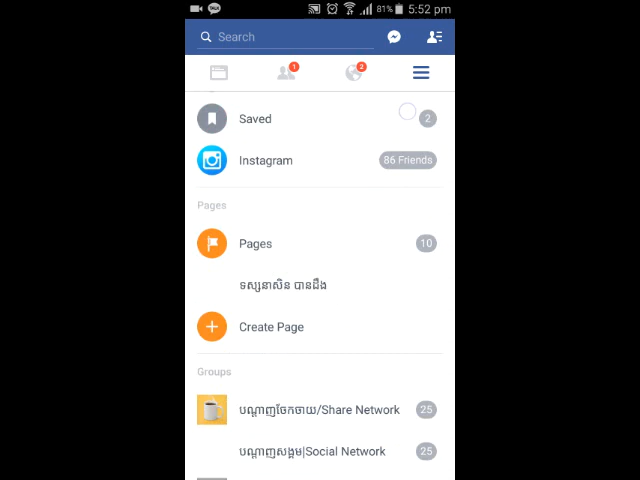 TALK
81% 5:52 pm
Search
1
2
Saved
2
Instagram
86 Friends
Pages
Pages
10
ទស្សនាសិន បានដឹង
Create Page
Groups
បណ្តាញចែកចាយ/Share Network
25
បណ្តាញសង្គម|Social Network
25